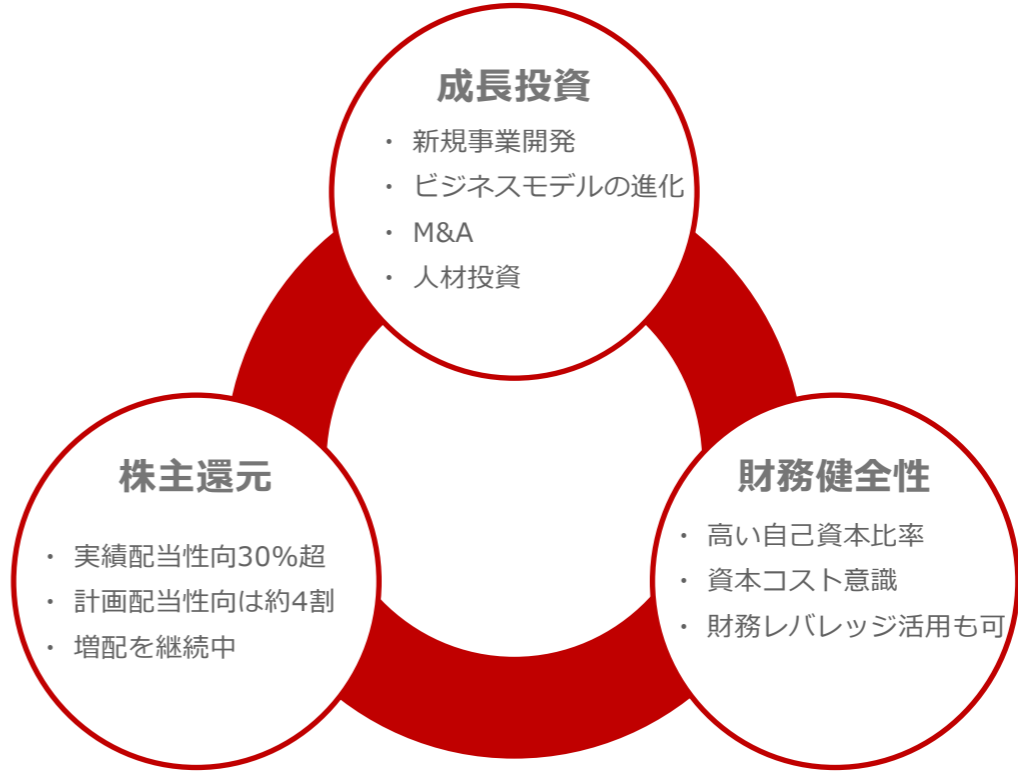 成長投資
・ 新規事業開発
・ ビジネスモデルの進化
・ M&A
・ 人材投資
株主還元
・ 実績配当性向30%超
・ 計画配当性向は約4割
・ 増配を継続中
財務健全性
・ 高い自己資本比率
・ 資本コスト意識
・ 財務レバレッジ活用も可